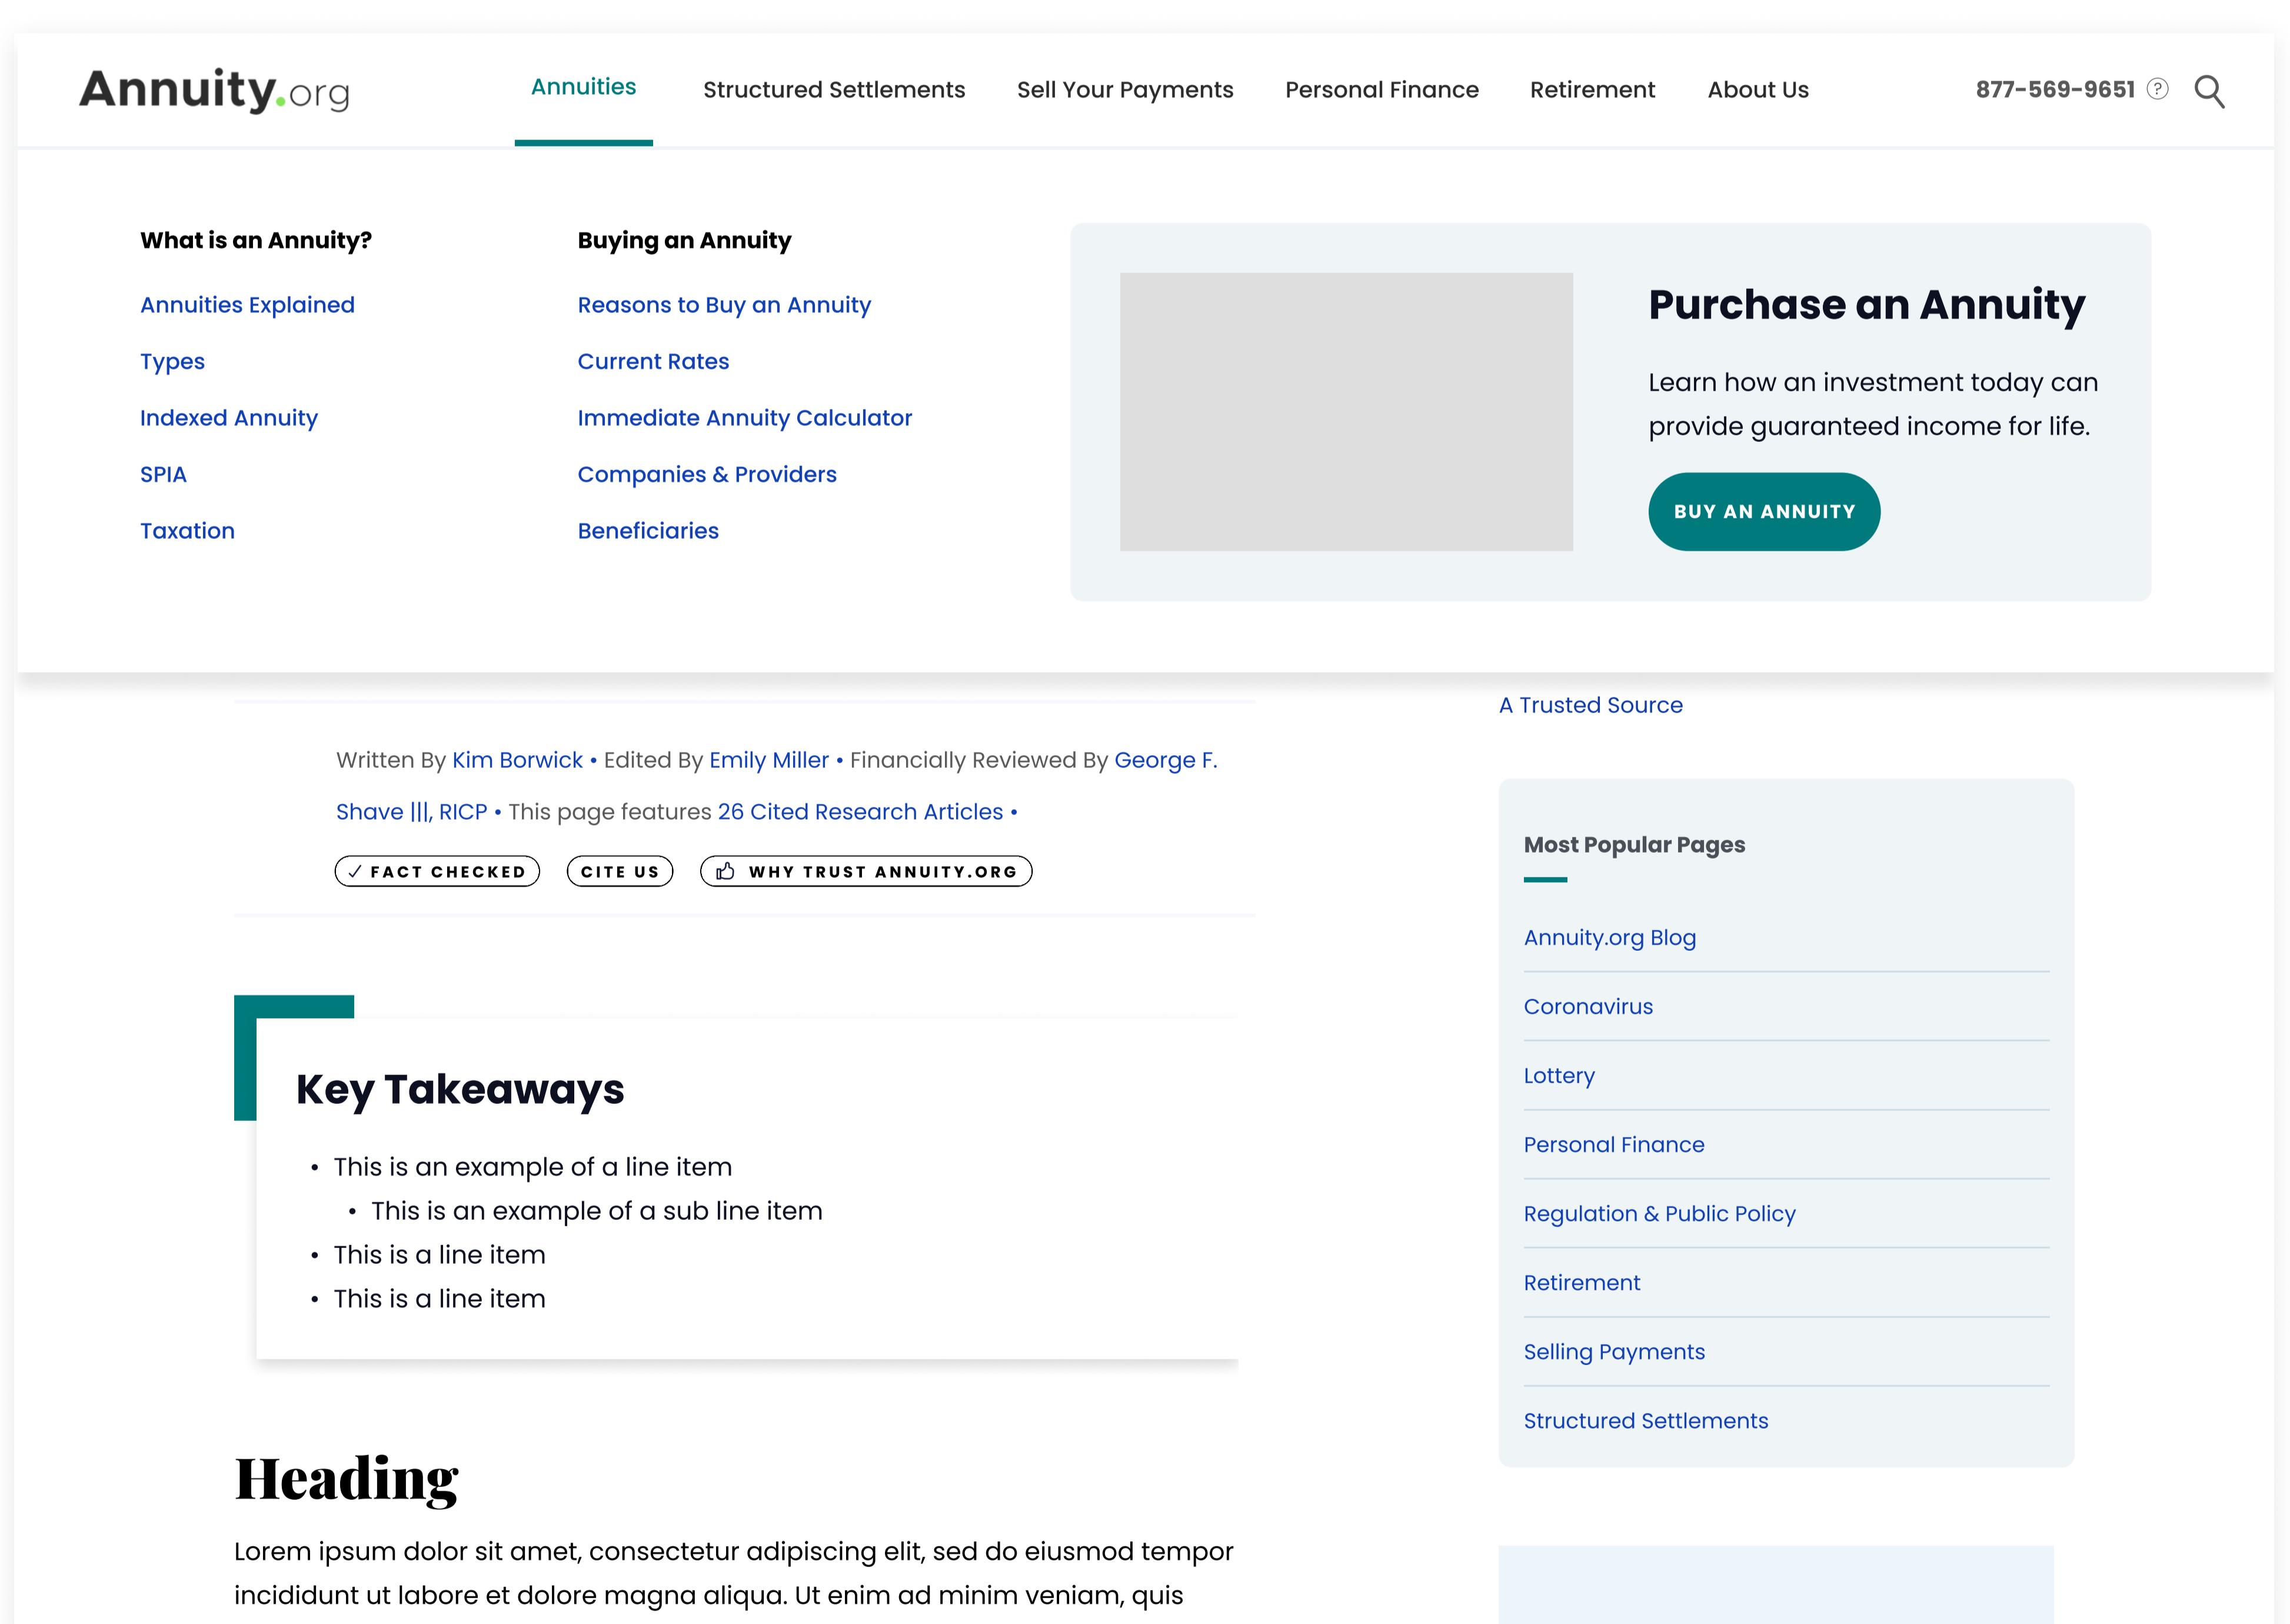 Annuity.org
Annuities
Structured Settlements
Sell Your Payments
Personal Finance
Retirement
About Us
877-569-9651 ?
What is an Annuity?
Annuities Explained
Types
Indexed Annuity
SPIA
Taxation
Buying an Annuity
Reasons to Buy an Annuity
Current Rates
Immediate Annuity Calculator
Companies & Providers
Beneficiaries
Purchase an Annuity
Learn how an investment today can
provide guaranteed income for life.
BUY AN ANNUITY
Written By Kim Borwick • Edited By Emily Miller • Financially Reviewed By George F.
Shave |||, RICP • This page features 26 Cited Research Articles •
✓ FACT CHECKED
CITE US
WHY TRUST ANNUITY.ORG
Key Takeaways
• This is an example of a line item
• This is an example of a sub line item
• This is a line item
• This is a line item
Heading
Lorem ipsum dolor sit amet, consectetur adipiscing elit, sed do eiusmod tempor
incididunt ut labore et dolore magna aliqua. Ut enim ad minim veniam, quis
A Trusted Source
Most Popular Pages
Annuity.org Blog
Coronavirus
Lottery
Personal Finance
Regulation & Public Policy
Retirement
Selling Payments
Structured Settlements